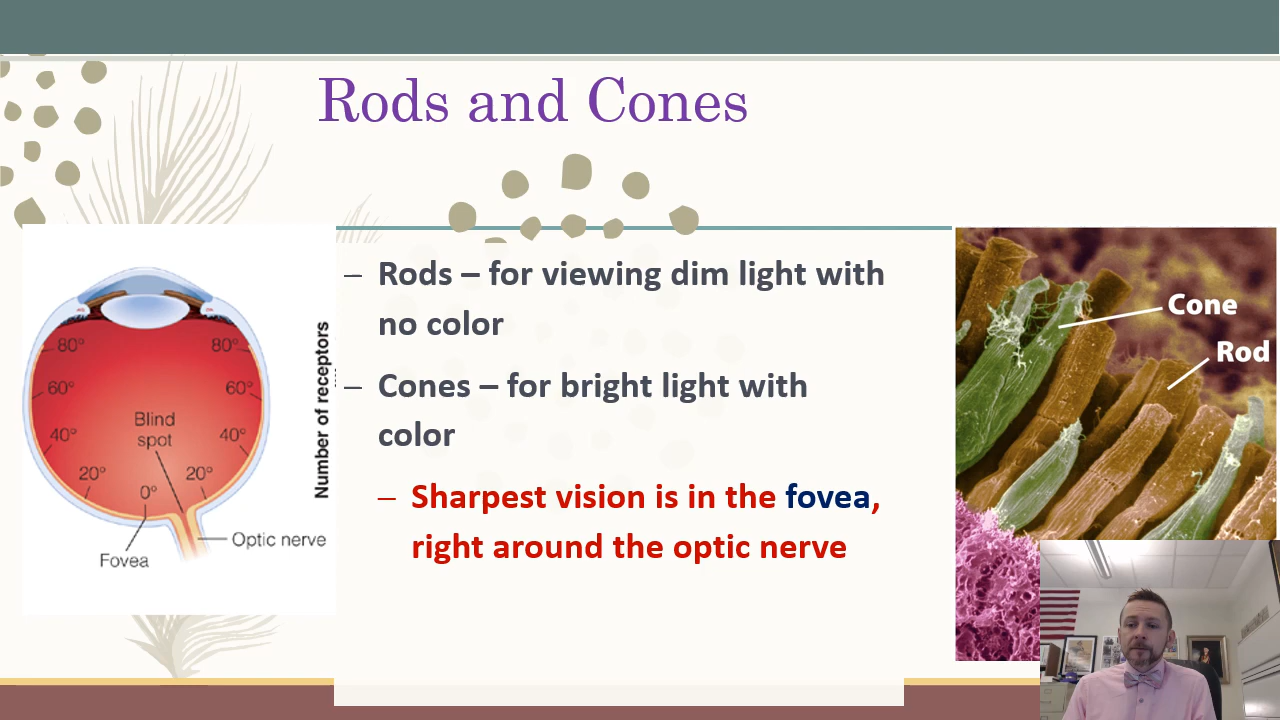 Rods and Cones
– Rods – for viewing dim light with
no color
– Cones – for bright light with
color
– Sharpest vision is in the fovea,
right around the optic nerve
80° 80°
60° 60°
Blind
spot
40° 40°
20° 20°
0°
Optic nerve
Fovea
Number of receptors
Cone
Rod